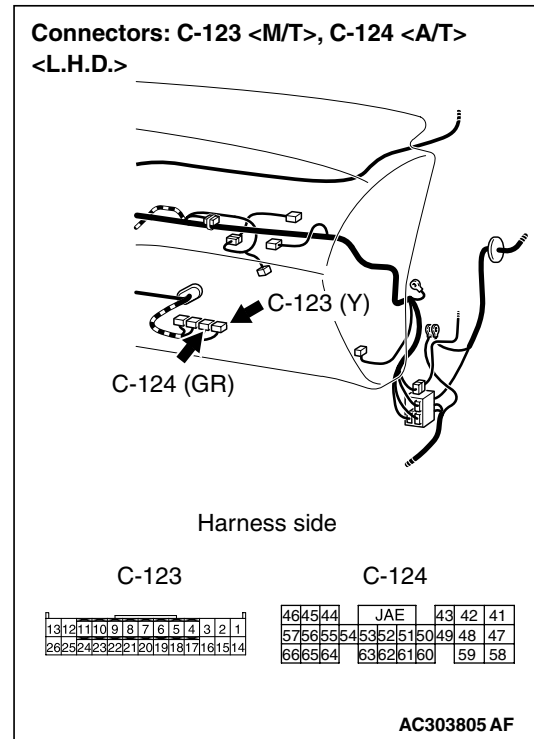 Connectors: C-123 <M/T>, C-124 <A/T>
<L.H.D.>
C-123 (Y)
C-124 (GR)
Harness side
C-123
13 12 11 10 9 8 7 6 5 4 3 2 1
26 25 24 23 22 21 20 19 18 17 16 15 14
C-124
46 45 44 JAE 43 42 41
57 56 55 54 53 52 51 50 49 48 47
66 65 64 63 62 61 60 59 58
AC303805 AF